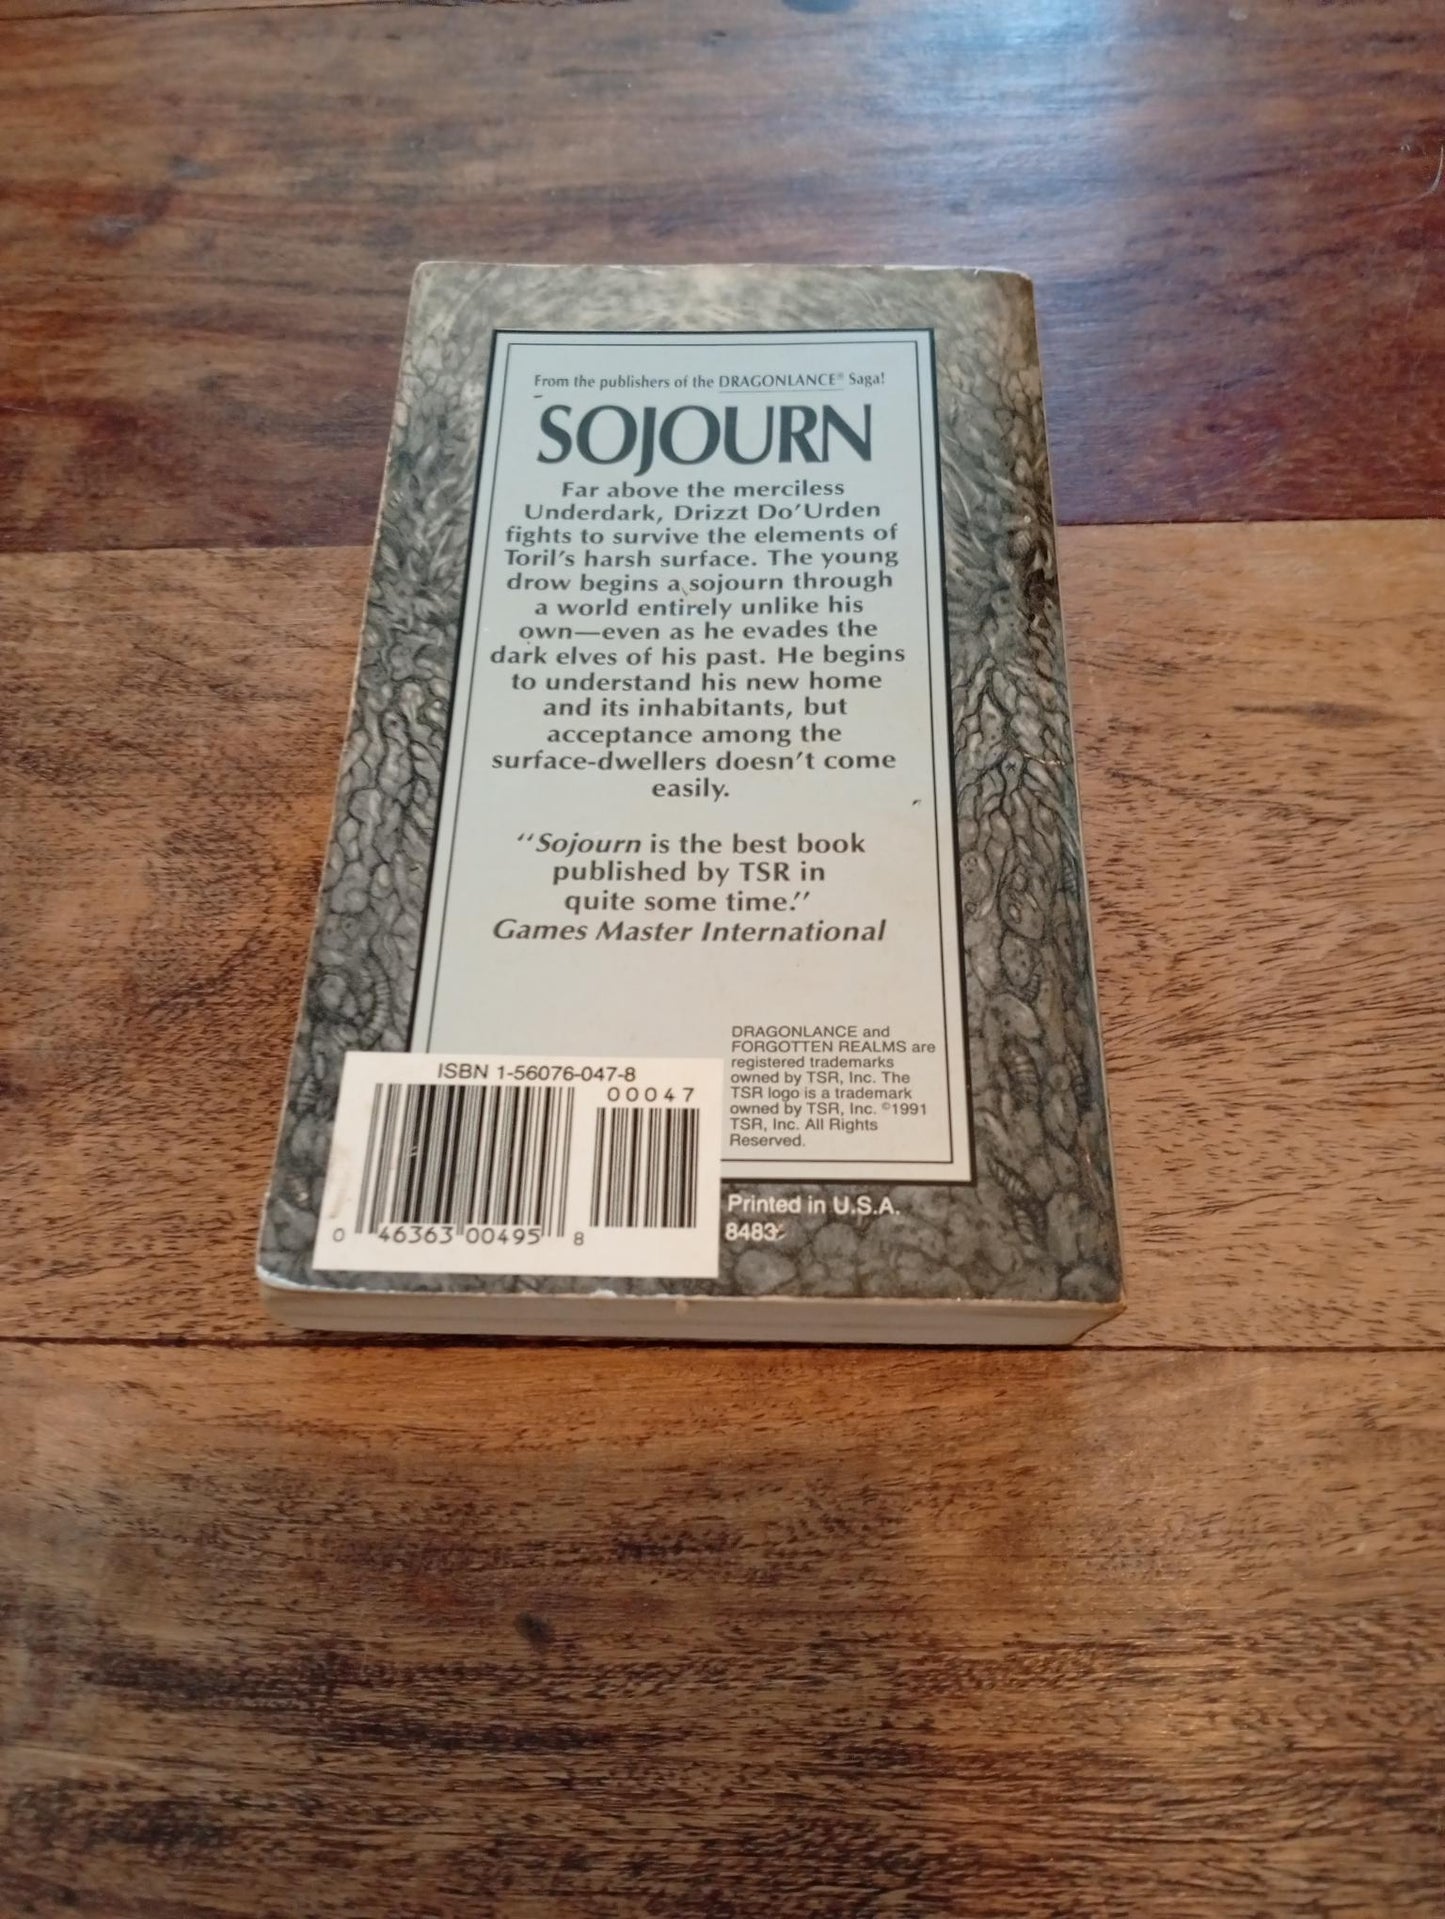 From the publishers of the DRAGONLANCE® Saga!
SOJOURN
Far above the merciless
Underdark, Drizzt Do'Urden
fights to survive the elements of
Toril's harsh surface. The young
drow begins a sojourn through
a world entirely unlike his
own—even as he evades the
dark elves of his past. He begins
to understand his new home
and its inhabitants, but
acceptance among the
surface-dwellers doesn't come
easily.
"Sojourn is the best book
published by TSR in
quite some time."
Games Master International
DRAGONLANCE and
FORGOTTEN REALMS are
registered trademarks
owned by TSR, Inc. The
TSR logo is a trademark
owned by TSR, Inc. ©1991
TSR, Inc. All Rights
Reserved.
ISBN 1-56076-047-8
00047
0 46363 00495 8
Printed in U.S.A.
8483